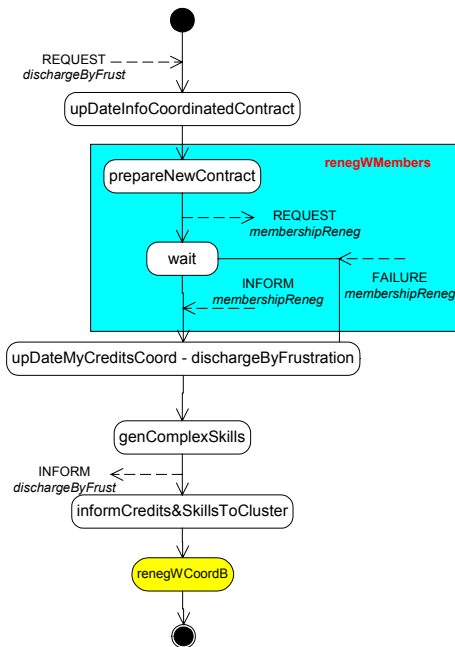 REQUEST
dischargeByFrust
upDateInfoCoordinatedContract
renegWMembers
prepareNewContract
REQUEST
membershipReneg
wait
INFORM
membershipReneg
FAILURE
membershipReneg
upDateMyCreditsCoord - dischargeByFrustration
genComplexSkills
INFORM
dischargeByFrust
informCredits&SkillsToCluster
renegWCoordB